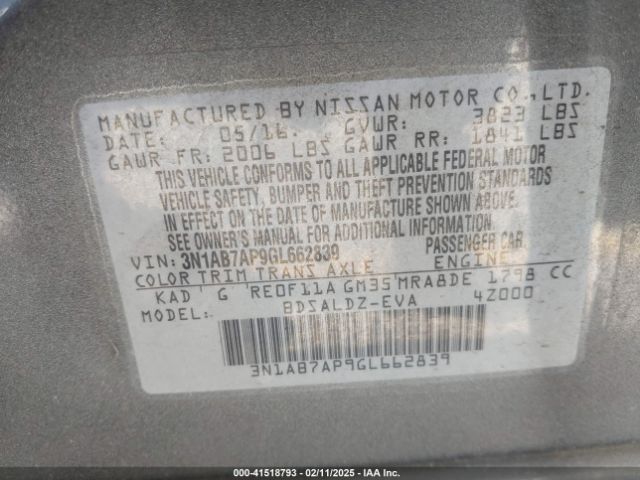 MANUFACTURED BY NISSAN MOTOR CO.,LTD.
DATE: 05/16 GVWR: 3823 LBS
GAWR FR: 2006 LBS GAWR RR: 1841 LBS
THIS VEHICLE CONFORMS TO ALL APPLICABLE FEDERAL MOTOR
VEHICLE SAFETY, BUMPER AND THEFT PREVENTION STANDARDS
IN EFFECT ON THE DATE OF MANUFACTURE SHOWN ABOVE.
SEE OWNER'S MANUAL FOR ADDITIONAL INFORMATION
VIN: 3N1AB7AP9GL662839 PASSENGER CAR
COLOR TRIM TRANS AXLE ENGINE
KAD G RE0F11A GM35 MRA8DE 1798 CC
MODEL: BDSALDZ-EVA 4Z000
3N1AB7AP9GL662839
000-41518793 - 02/11/2025 - IAAI.COM